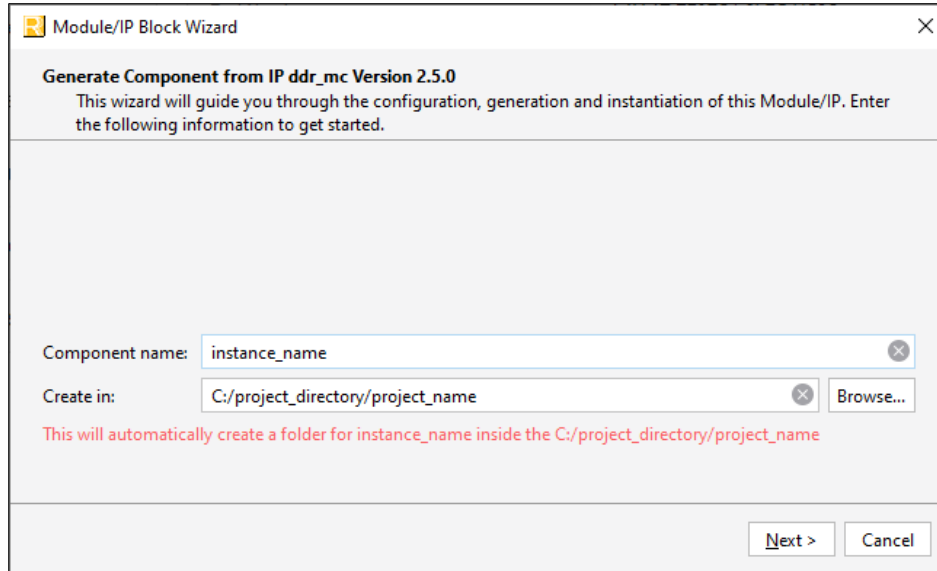 Module/IP Block Wizard
Generate Component from IP ddr_mc Version 2.5.0
This wizard will guide you through the configuration, generation and instantiation of this Module/IP. Enter
the following information to get started.
Component name: instance_name
Create in: C:/project_directory/project_name Browse...
This will automatically create a folder for instance_name inside the C:/project_directory/project_name
Next > Cancel